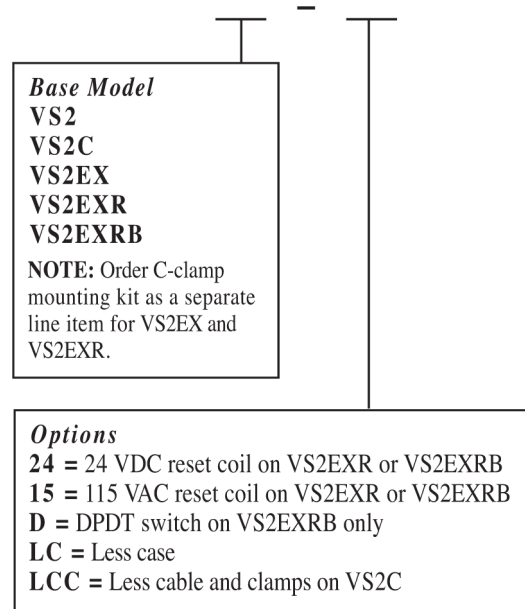 –
Base Model
VS2
VS2C
VS2EX
VS2EXR
VS2EXRB
NOTE: Order C-clamp
mounting kit as a separate
line item for VS2EX and
VS2EXR.
Options
24 = 24 VDC reset coil on VS2EXR or VS2EXRB
15 = 115 VAC reset coil on VS2EXR or VS2EXRB
D = DPDT switch on VS2EXRB only
LC = Less case
LCC = Less cable and clamps on VS2C